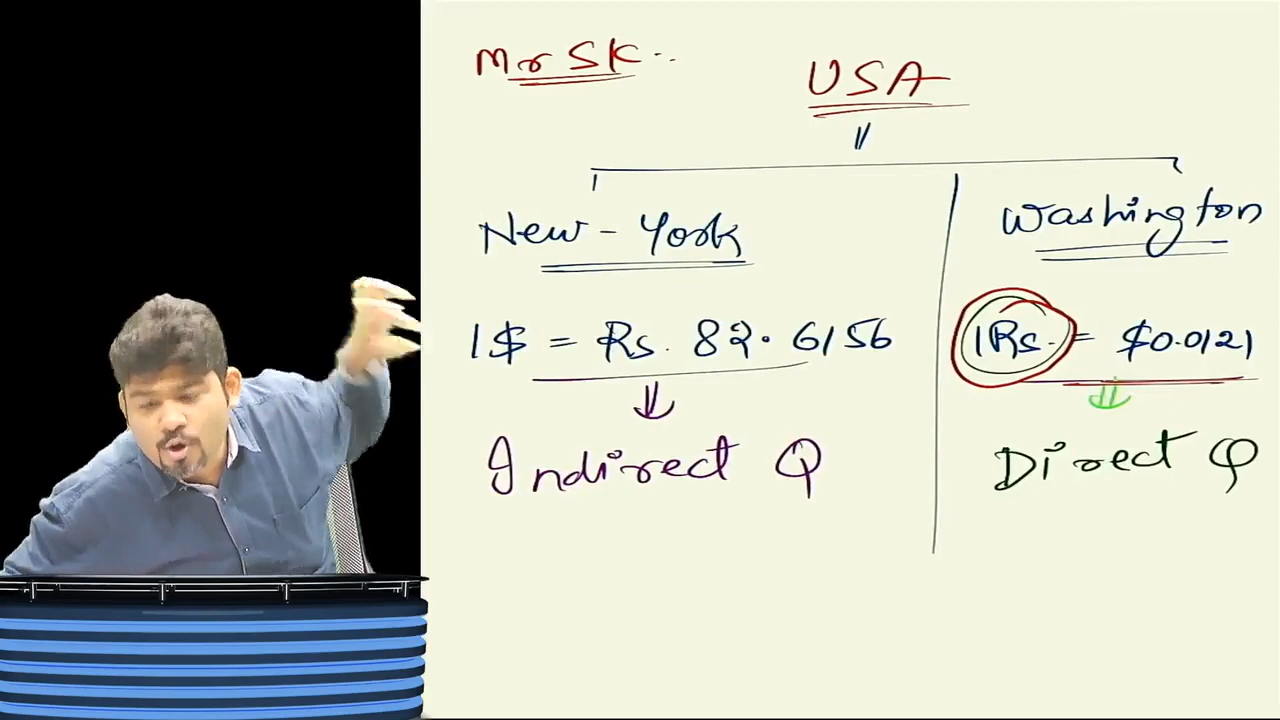 Mr SK..
USA
New-York
1$ = Rs. 82.6156
Indirect Q
Washington
1Rs. = $0.0121
Direct Q